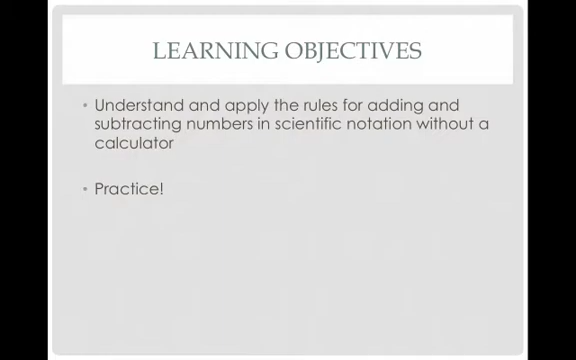 LEARNING OBJECTIVES
• Understand and apply the rules for adding and
subtracting numbers in scientific notation without a
calculator
• Practice!